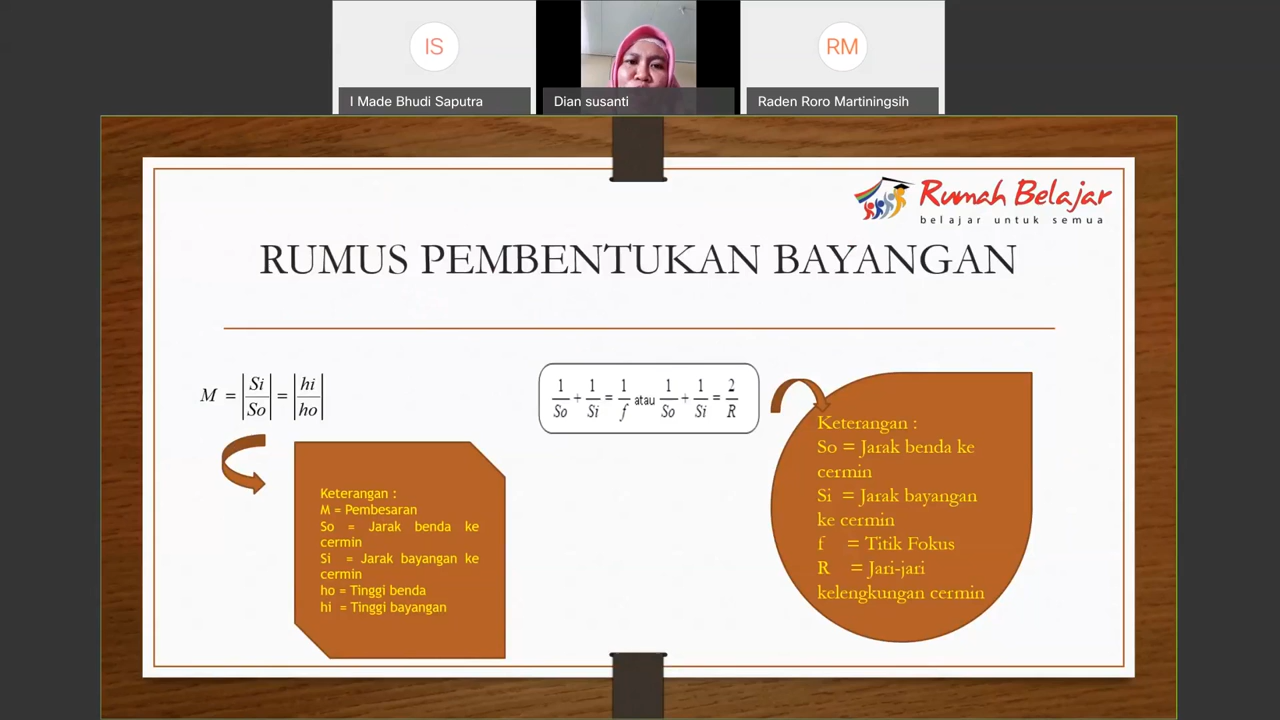 IS
RM
I Made Bhudi Saputra
Dian susanti
Raden Roro Martiningsih
Rumah Belajar
belajar untuk semua
RUMUS PEMBENTUKAN BAYANGAN
M = |Si/So| = |hi/ho|
1/So + 1/Si = 1/f atau 1/So + 1/Si = 2/R
Keterangan :
M = Pembesaran
So = Jarak benda ke
cermin
Si = Jarak bayangan ke
cermin
ho = Tinggi benda
hi = Tinggi bayangan
Keterangan :
So = Jarak benda ke
cermin
Si = Jarak bayangan
ke cermin
f = Titik Fokus
R = Jari-jari
kelengkungan cermin